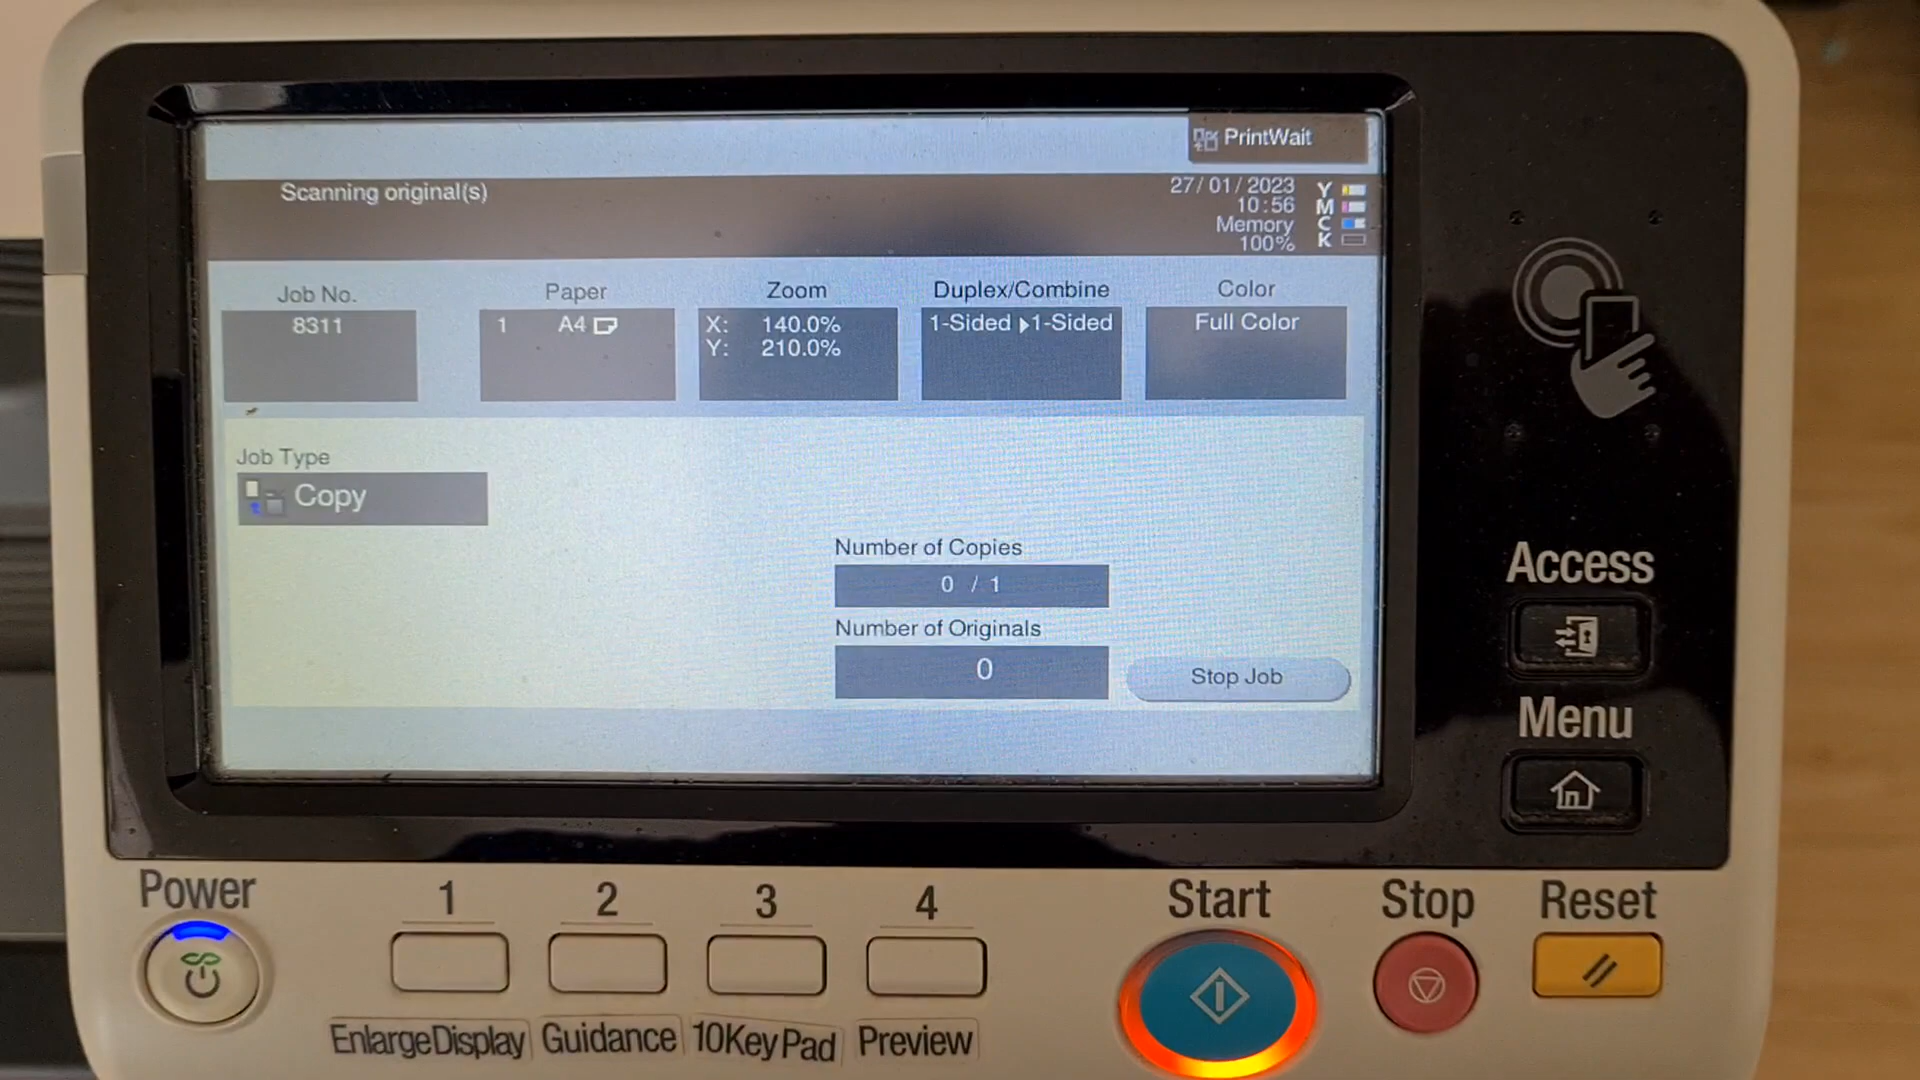 PrintWait
Scanning original(s)
27/01/2023
10:56
Memory
100%
Y
M
C
K
Job No.
8311
Paper
1 A4
Zoom
X: 140.0%
Y: 210.0%
Duplex/Combine
1-Sided ▶1-Sided
Color
Full Color
Job Type
Copy
Number of Copies
0 / 1
Number of Originals
0
Stop Job
Access
Menu
Power
1
2
3
4
Start
Stop
Reset
EnlargeDisplay
Guidance
10KeyPad
Preview